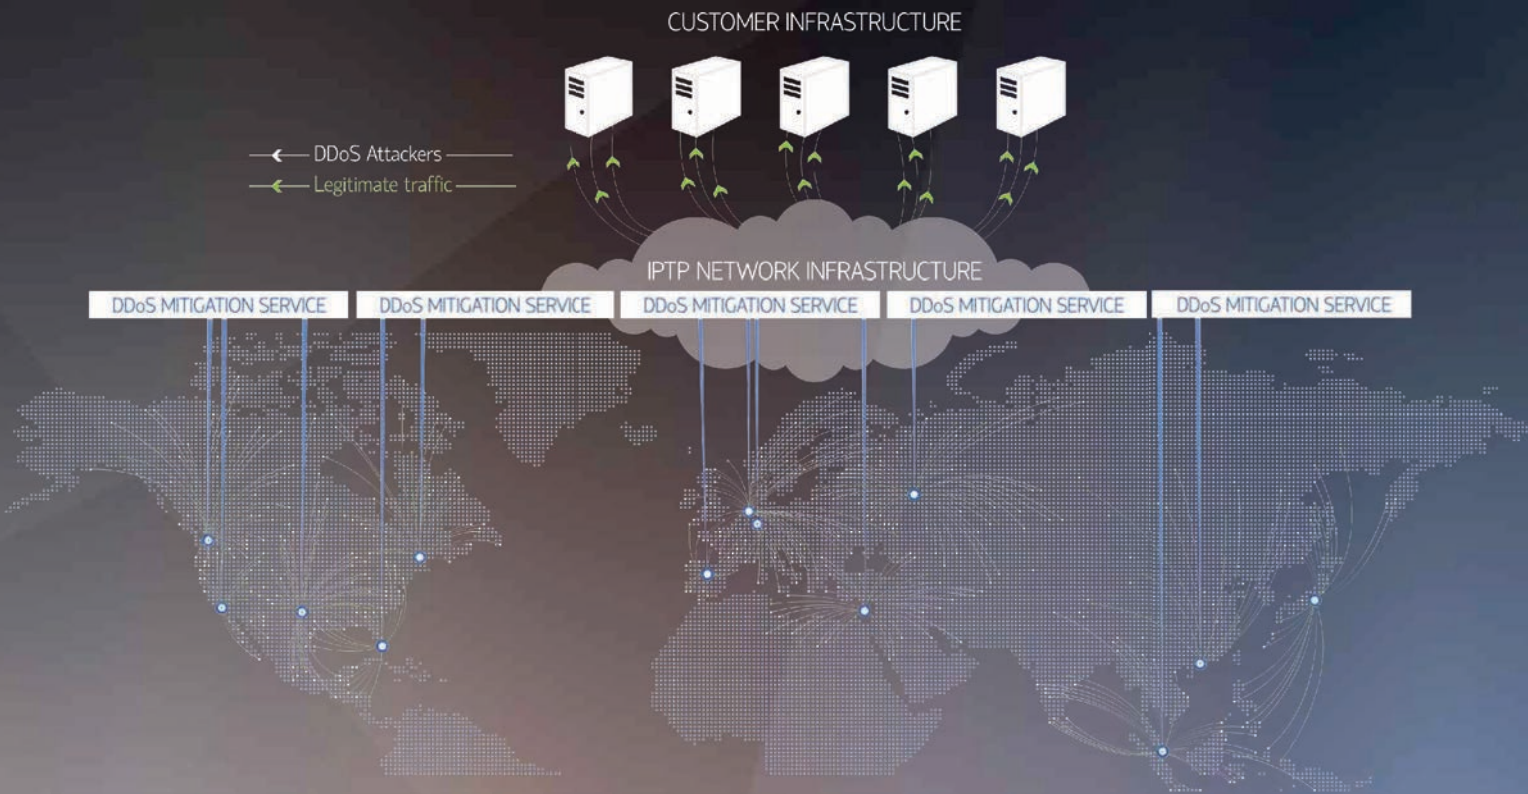 CUSTOMER INFRASTRUCTURE
DDoS Attackers
Legitimate traffic
IPTP NETWORK INFRASTRUCTURE
DDoS MITIGATION SERVICE
DDoS MITIGATION SERVICE
DDoS MITIGATION SERVICE
DDoS MITIGATION SERVICE
DDoS MITIGATION SERVICE